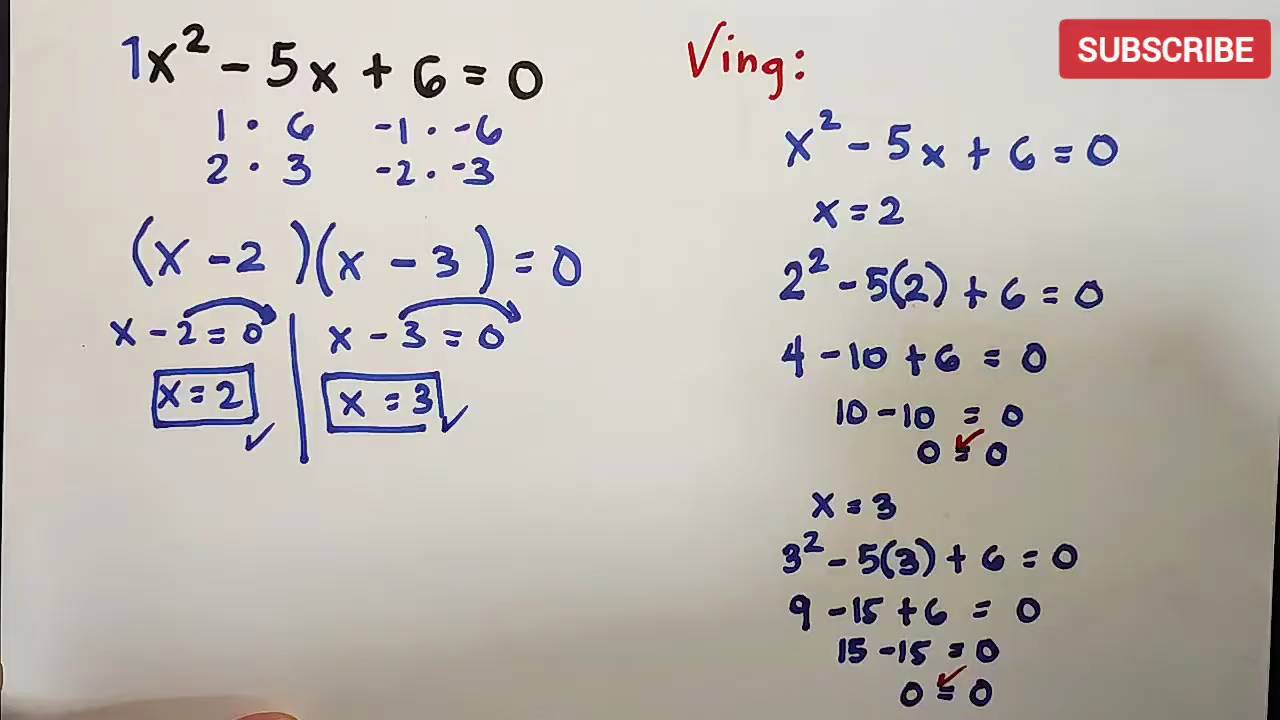 1x² - 5x + 6 = 0
1 · 6 -1 · -6
2 · 3 -2 · -3
(x - 2)(x - 3) = 0
x - 2 = 0 x - 3 = 0
x = 2 x = 3
SUBSCRIBE
Ving:
x² - 5x + 6 = 0
x = 2
2² - 5(2) + 6 = 0
4 - 10 + 6 = 0
10 - 10 = 0
0 = 0
x = 3
3² - 5(3) + 6 = 0
9 - 15 + 6 = 0
15 - 15 = 0
0 = 0